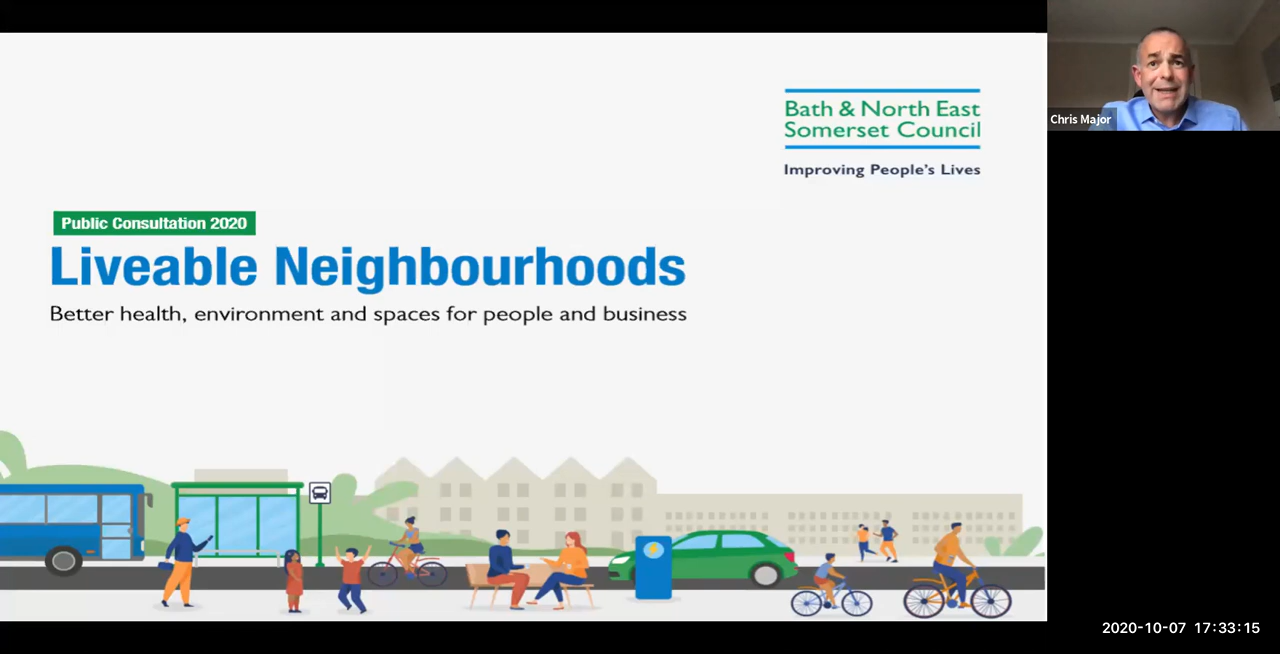 Bath & North East
Somerset Council
Improving People's Lives
Chris Major
Public Consultation 2020
Liveable Neighbourhoods
Better health, environment and spaces for people and business
2020-10-07 17:33:15